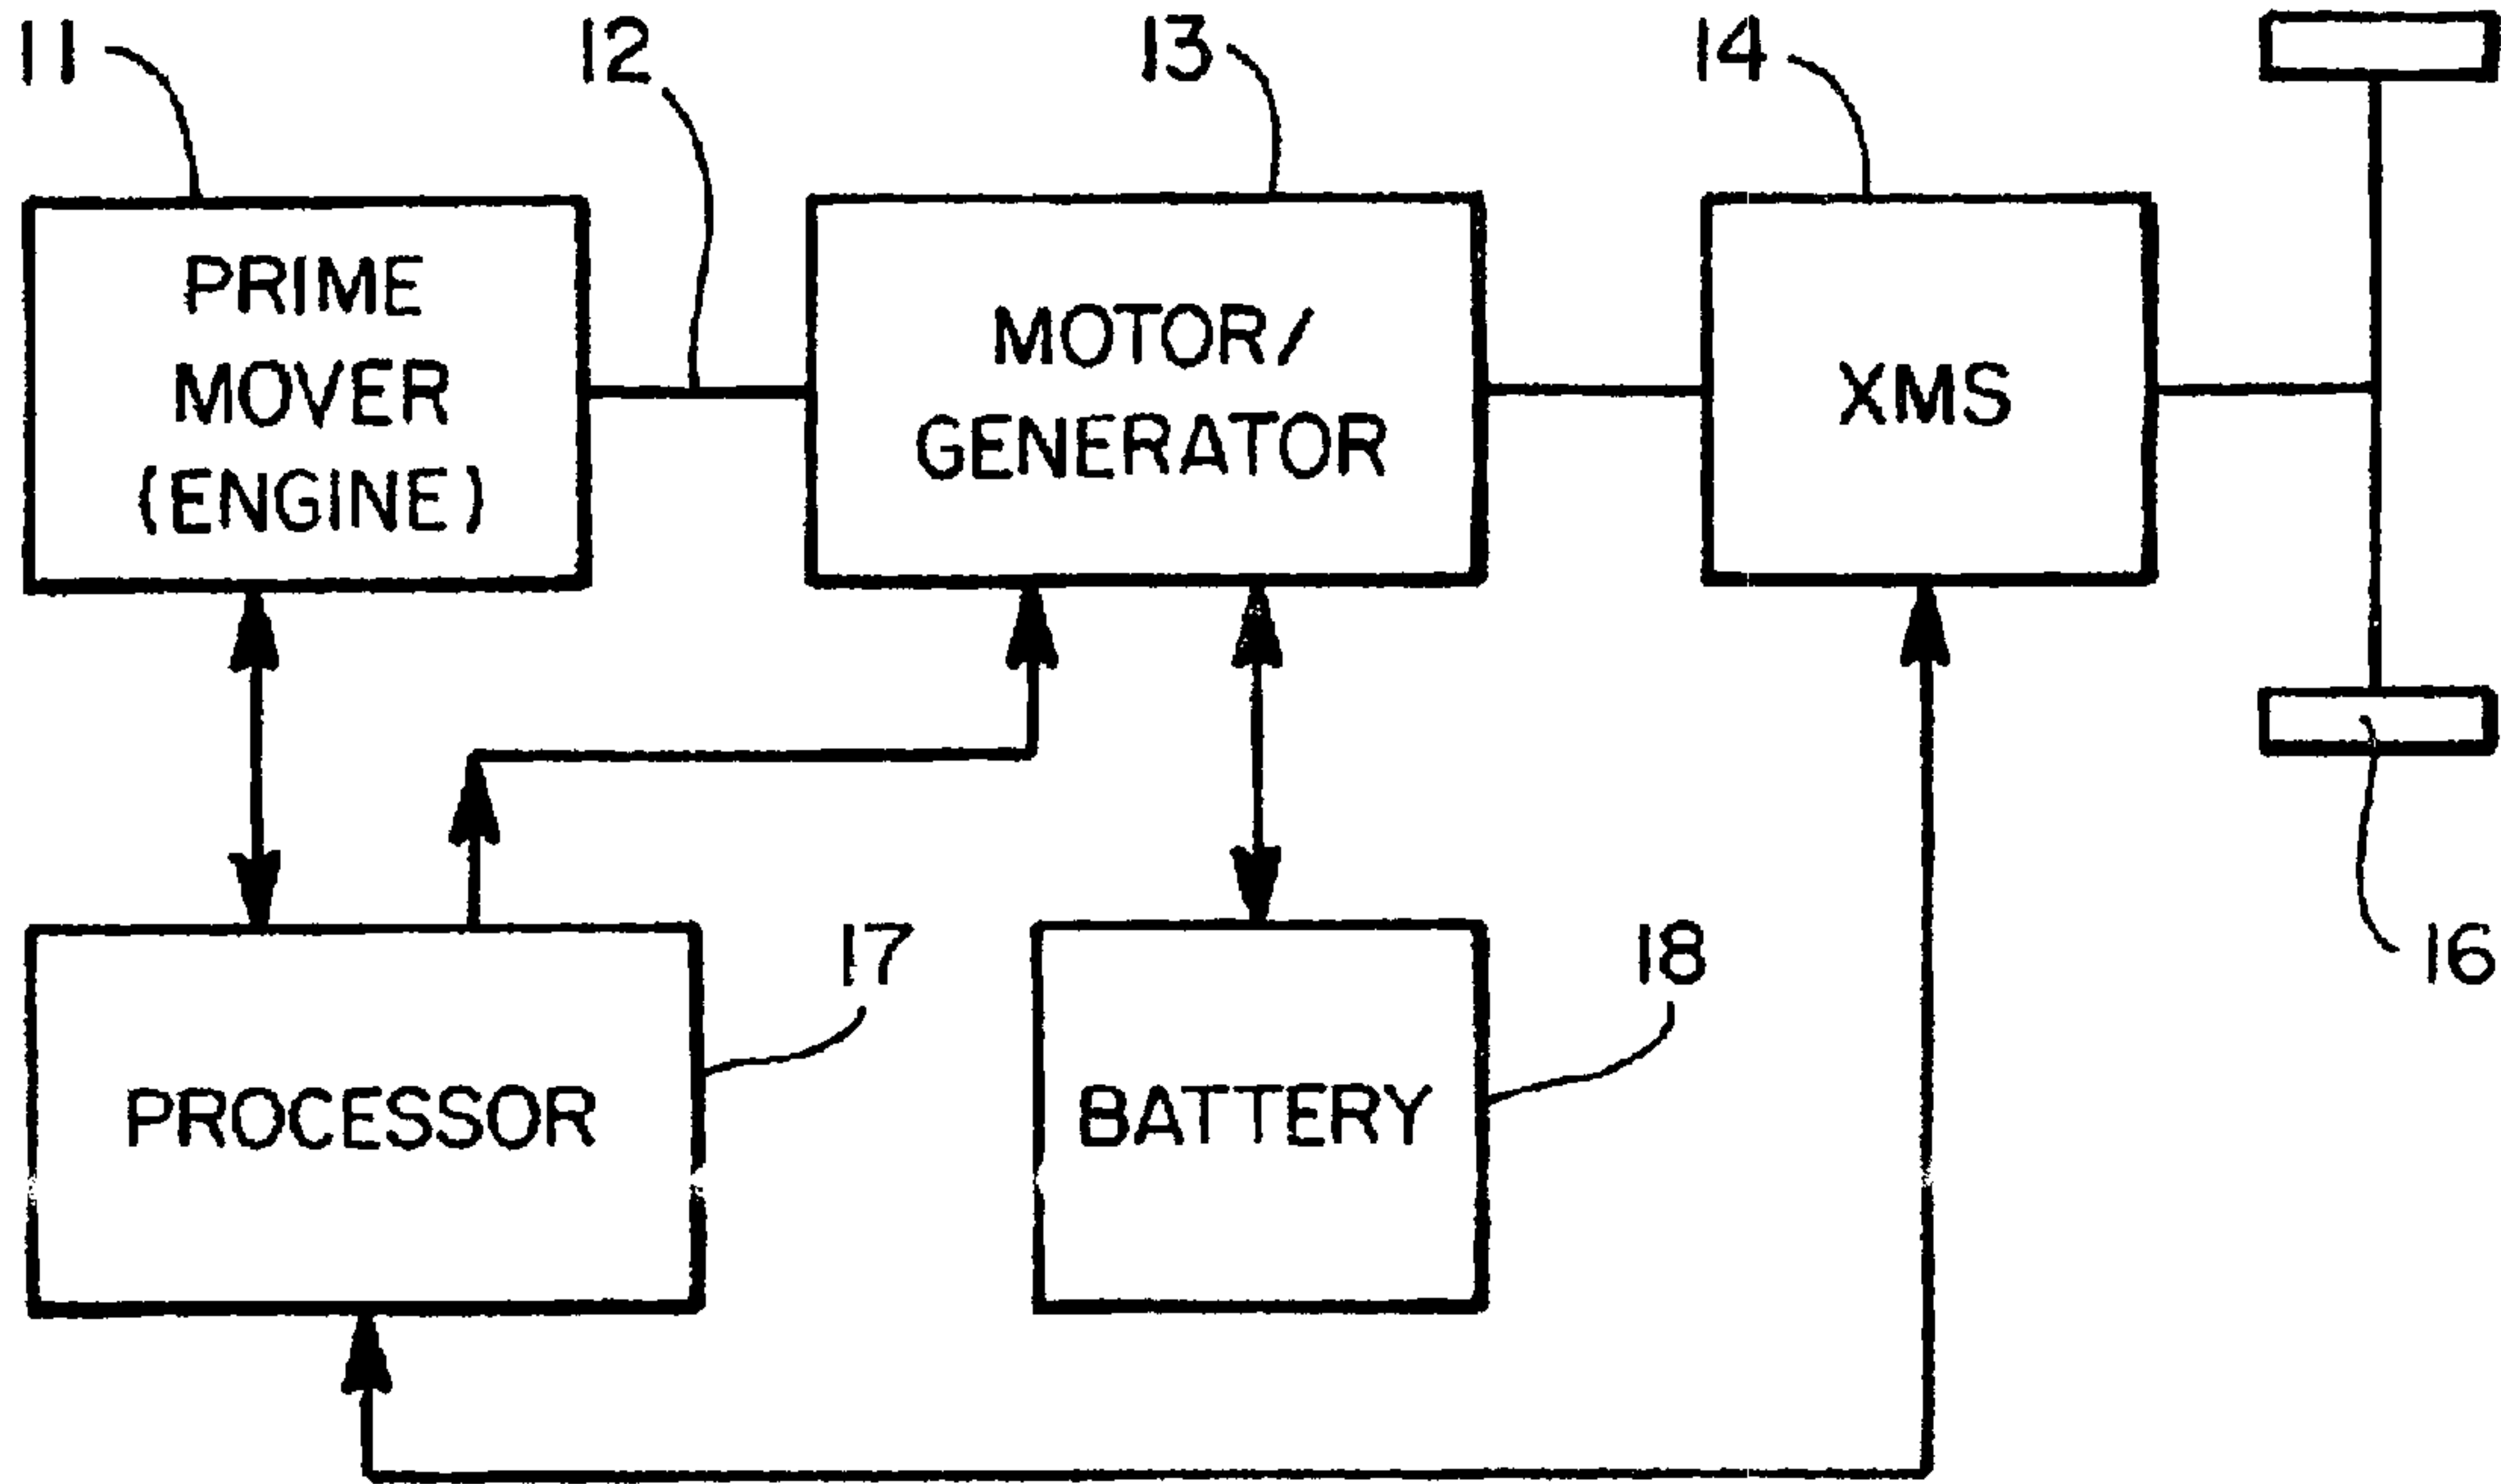 11
12
13
14
PRIME
MOVER
(ENGINE)
MOTOR/
GENERATOR
XMS
17
18
16
PROCESSOR
BATTERY